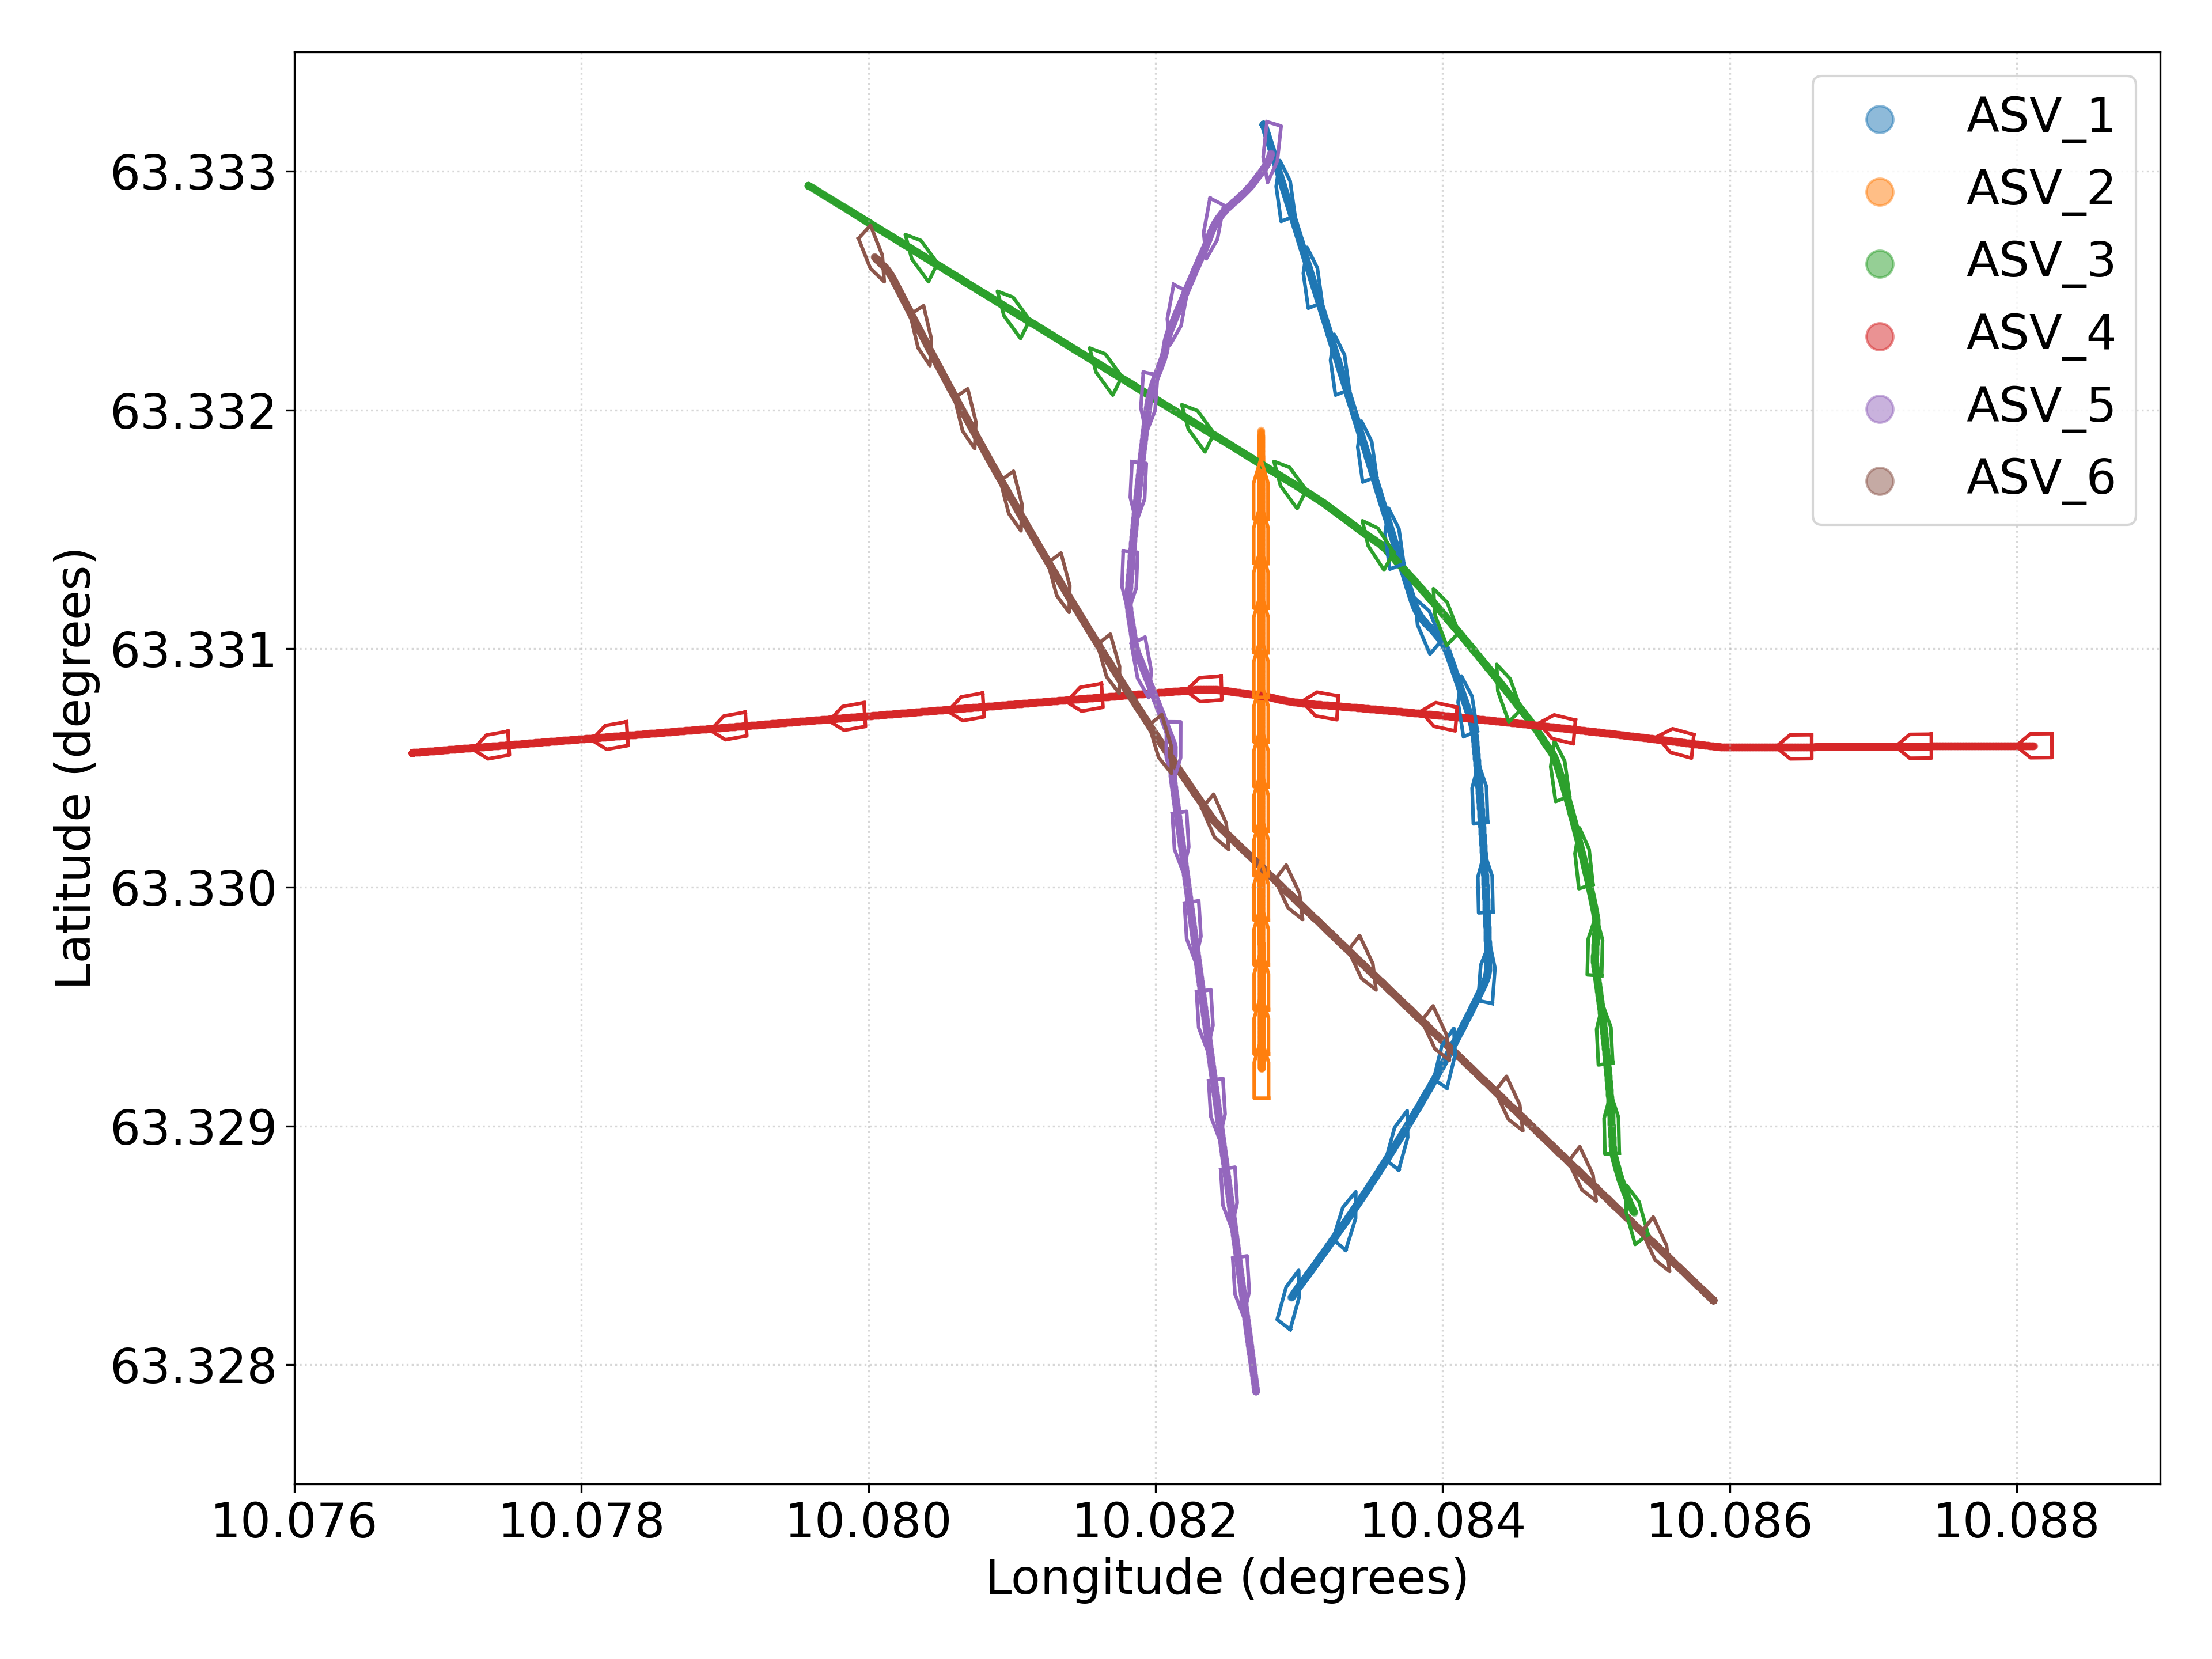 ASV_1
ASV_2
ASV_3
ASV_4
ASV_5
ASV_6
63.333
63.332
63.331
63.330
63.329
63.328
Latitude (degrees)
10.076 10.078 10.080 10.082 10.084 10.086 10.088
Longitude (degrees)